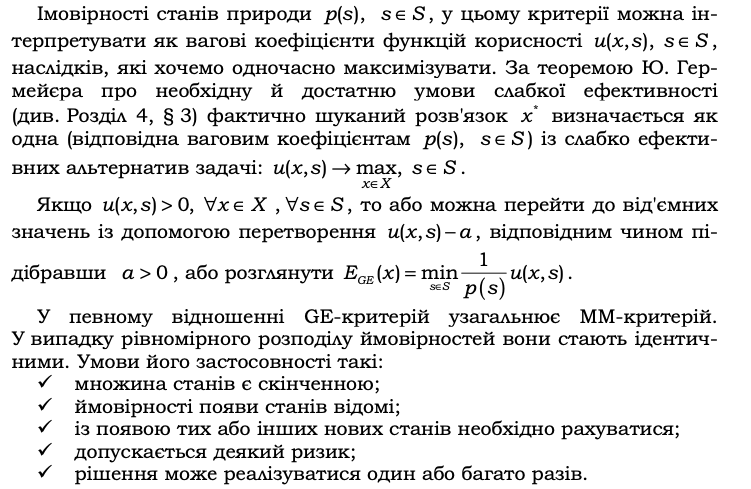 Імовірності станів природи p(s), s ∈ S, у цьому критерії можна ін-
терпретувати як вагові коефіцієнти функцій корисності u(x,s), s ∈ S,
наслідків, які хочемо одночасно максимізувати. За теоремою Ю. Гер-
мейєра про необхідну й достатню умови слабкої ефективності
(див. Розділ 4, § 3) фактично шуканий розв'язок x* визначається як
одна (відповідна ваговим коефіцієнтам p(s), s ∈ S) із слабко ефекти-
вних альтернатив задачі: u(x,s) → max, s ∈ S.
x∈X
Якщо u(x,s) > 0, ∀x ∈ X , ∀s ∈ S, то або можна перейти до від'ємних
значень із допомогою перетворення u(x,s) − a, відповідним чином пі-
дібравши a > 0, або розглянути E_GE(x) = min_{s∈S} 1/p(s) u(x,s).
У певному відношенні GE-критерій узагальнює ММ-критерій.
У випадку рівномірного розподілу ймовірностей вони стають ідентич-
ними. Умови його застосовності такі:
✓ множина станів є скінченною;
✓ ймовірності появи станів відомі;
✓ із появою тих або інших нових станів необхідно рахуватися;
✓ допускається деякий ризик;
✓ рішення може реалізуватися один або багато разів.